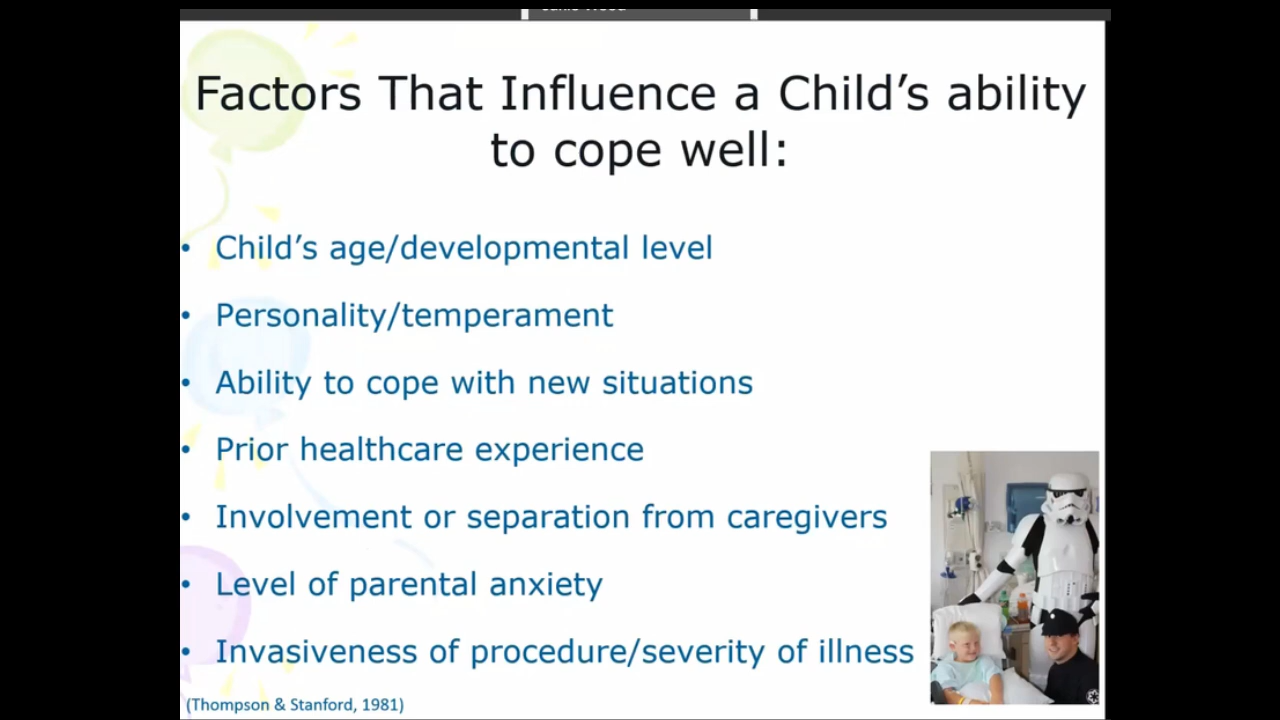 Factors That Influence a Child's ability
to cope well:
• Child's age/developmental level
• Personality/temperament
• Ability to cope with new situations
• Prior healthcare experience
• Involvement or separation from caregivers
• Level of parental anxiety
• Invasiveness of procedure/severity of illness
(Thompson & Stanford, 1981)